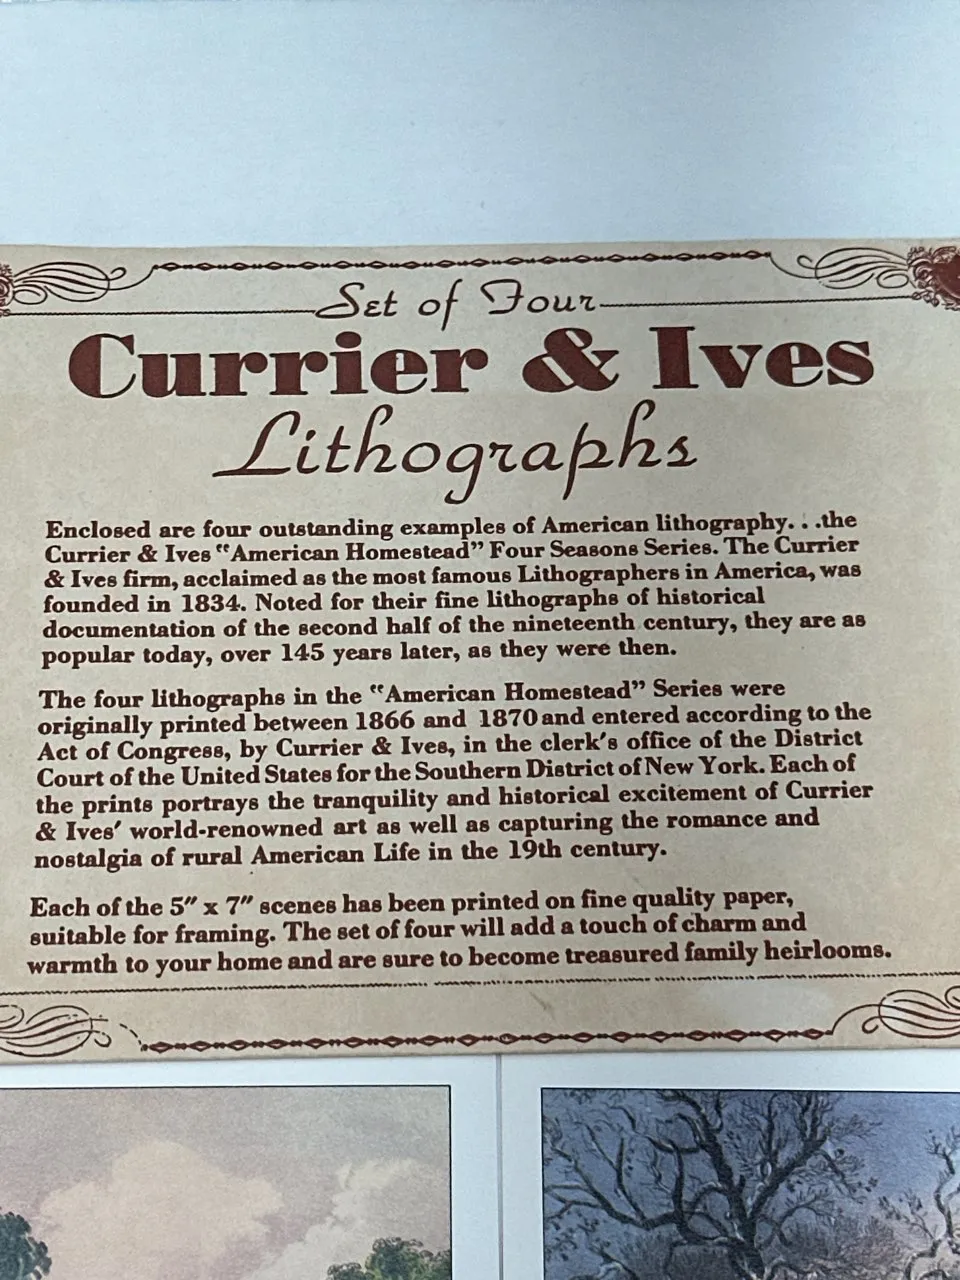 Set of Four
Currier & Ives
Lithographs
Enclosed are four outstanding examples of American lithography. . .the
Currier & Ives "American Homestead" Four Seasons Series. The Currier
& Ives firm, acclaimed as the most famous Lithographers in America, was
founded in 1834. Noted for their fine lithographs of historical
documentation of the second half of the nineteenth century, they are as
popular today, over 145 years later, as they were then.
The four lithographs in the "American Homestead" Series were
originally printed between 1866 and 1870 and entered according to the
Act of Congress, by Currier & Ives, in the clerk's office of the District
Court of the United States for the Southern District of New York. Each of
the prints portrays the tranquility and historical excitement of Currier
& Ives' world-renowned art as well as capturing the romance and
nostalgia of rural American Life in the 19th century.
Each of the 5" x 7" scenes has been printed on fine quality paper,
suitable for framing. The set of four will add a touch of charm and
warmth to your home and are sure to become treasured family heirlooms.